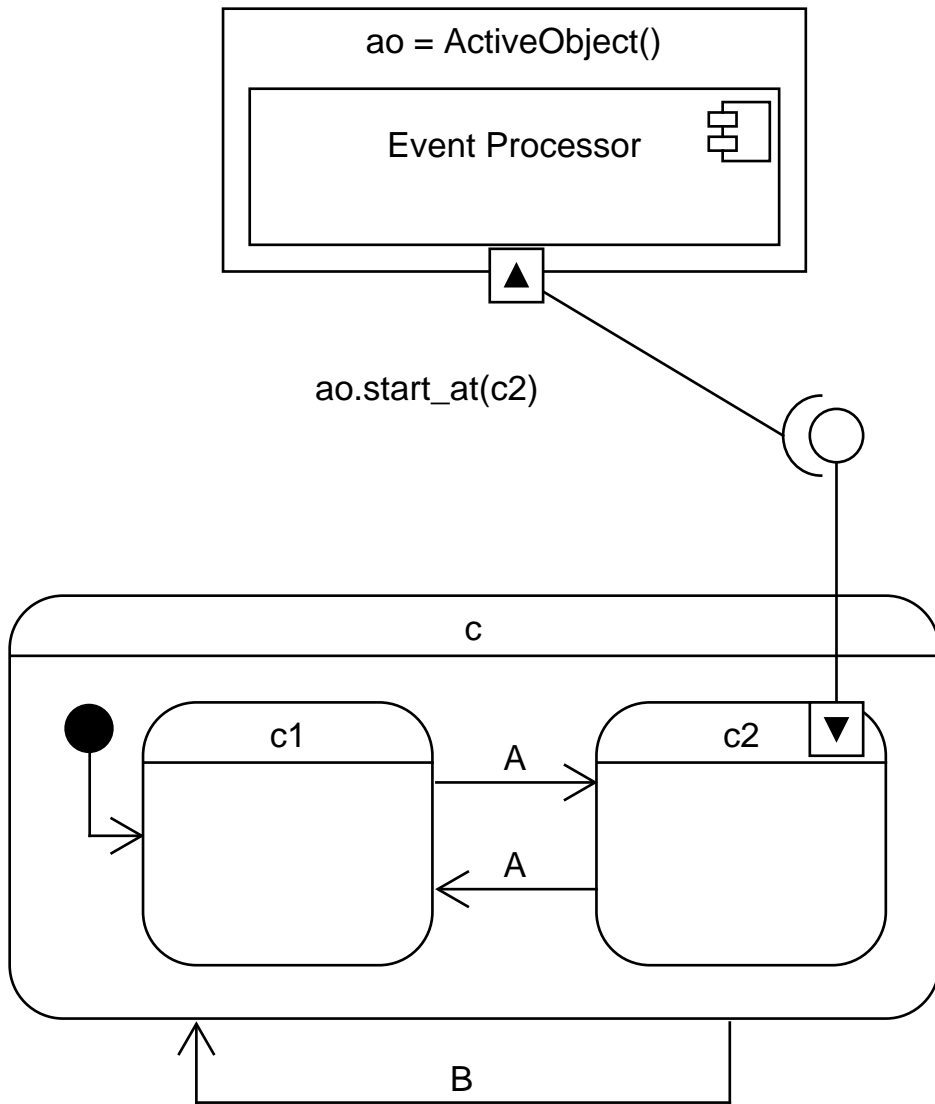 ao = ActiveObject()
Event Processor
ao.start_at(c2)
c
c1
c2
A
A
B